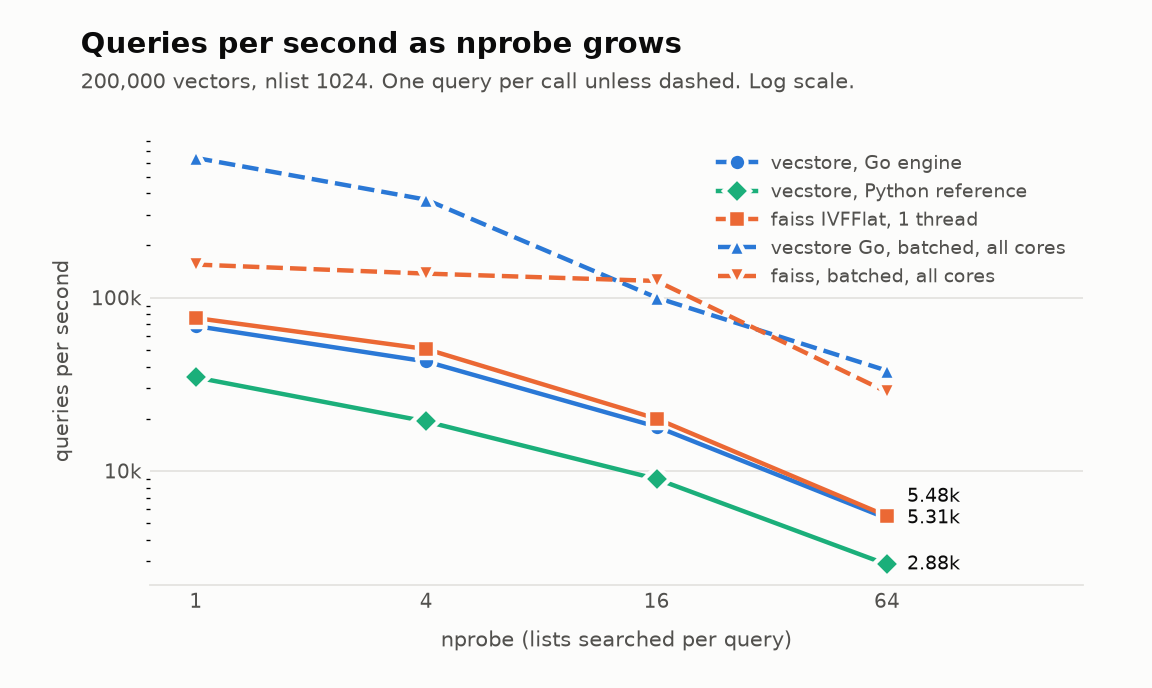 Queries per second as nprobe grows
200,000 vectors, nlist 1024. One query per call unless dashed. Log scale.
vecstore, Go engine
vecstore, Python reference
faiss IVFFlat, 1 thread
vecstore Go, batched, all cores
faiss, batched, all cores
queries per second
100k
10k
5.48k
5.31k
2.88k
1 4 16 64
nprobe (lists searched per query)